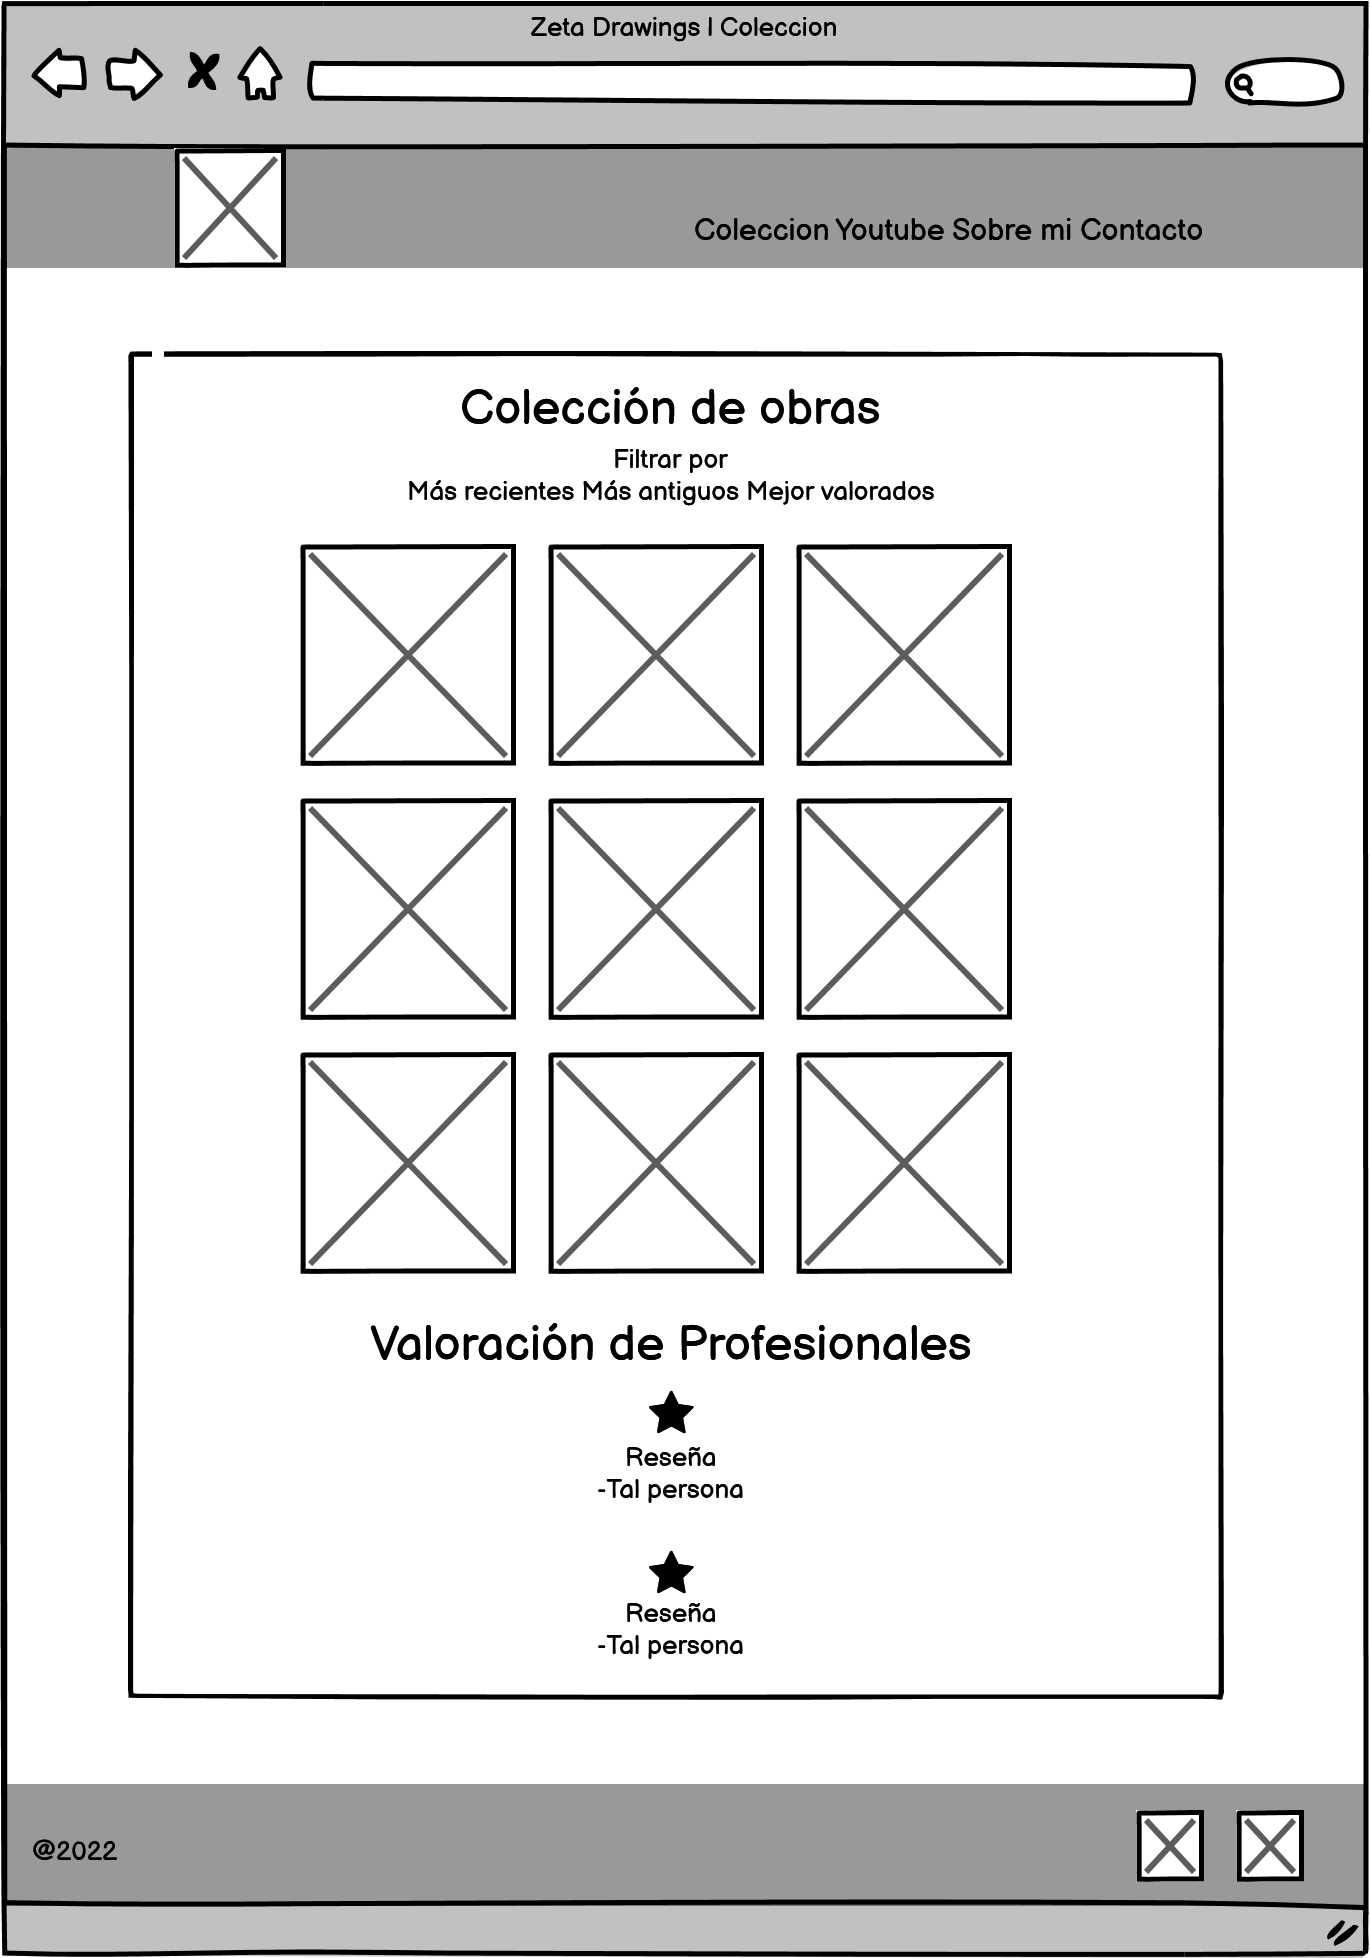 Zeta Drawings | Coleccion
Coleccion Youtube Sobre mi Contacto
Colección de obras
Filtrar por
Más recientes Más antiguos Mejor valorados
Valoración de Profesionales
Reseña
-Tal persona
Reseña
-Tal persona
@2022